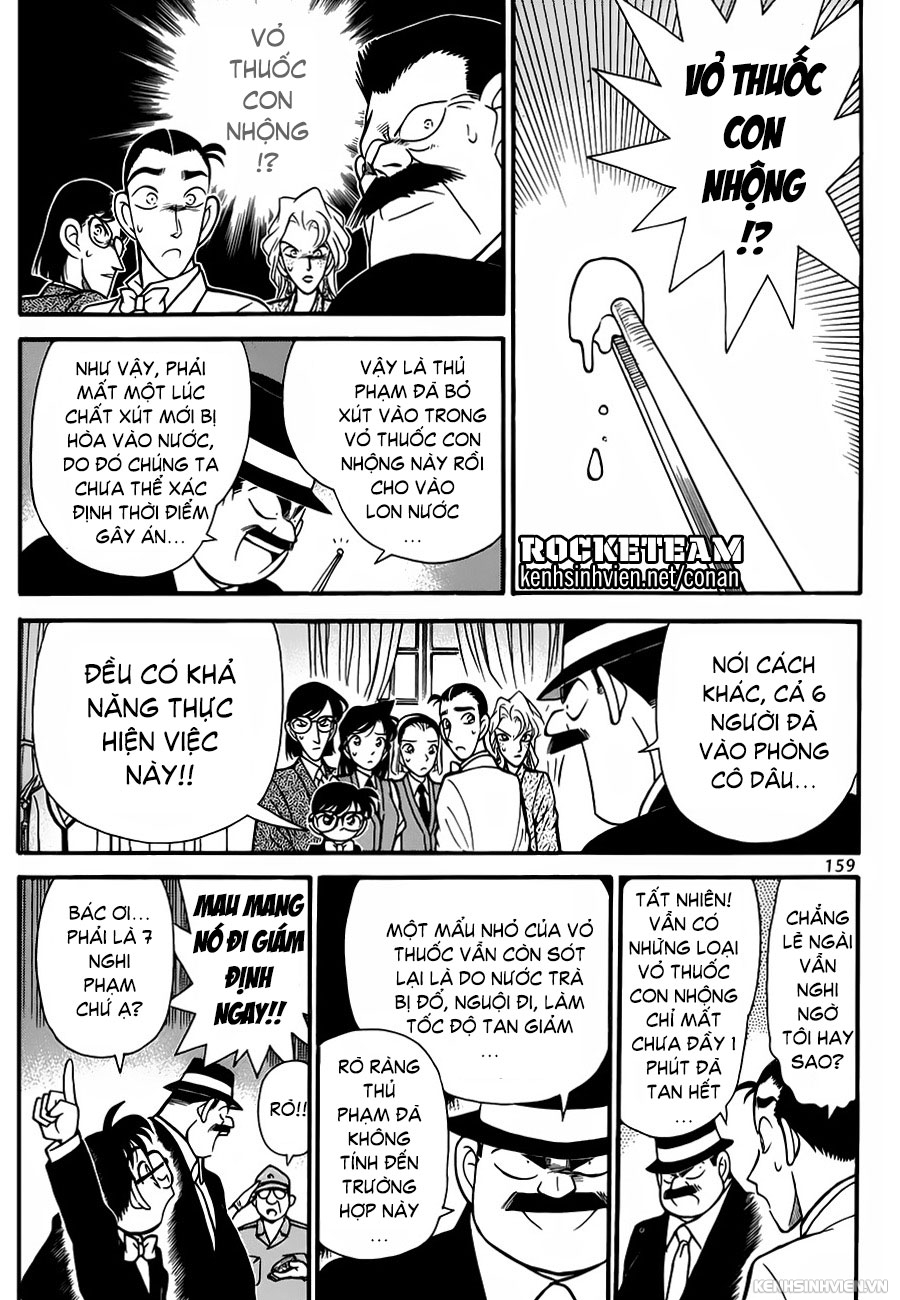 VỎ THUỐC
CON
NHỘNG
!?
VỎ
THUỐC
CON
NHỘNG
!?
ROCKETEAM
kenhsinhvien.net/conan
VẬY LÀ THỦ
PHẠM ĐÃ BỎ
XÚT VÀO TRONG
VỎ THUỐC CON
NHỘNG NÀY RỒI
CHO VÀO
LON NƯỚC
...
NHƯ VẬY, PHẢI
MẤT MỘT LÚC
CHẤT XÚT MỚI BỊ
HÒA VÀO NƯỚC,
DO ĐÓ CHÚNG TA
CHƯA THỂ XÁC
ĐỊNH THỜI ĐIỂM
GÂY ÁN...
NÓI CÁCH
KHÁC, CẢ 6
NGƯỜI ĐÃ
VÀO PHÒNG
CÔ DÂU...
ĐỀU CÓ KHẢ
NĂNG THỰC
HIỆN VIỆC
NÀY!!
159
CHẲNG
LẼ NGÀI
VẪN
NGHI
NGỜ
TÔI HAY
SAO?
TẤT NHIÊN!
VẪN CÓ
NHỮNG LOẠI
VỎ THUỐC
CON NHỘNG
CHỈ MẤT
CHƯA ĐẦY 1
PHÚT ĐÃ
TAN HẾT
...
MỘT MẨU NHỎ CỦA VỎ
THUỐC VẪN CÒN SÓT
LẠI LÀ DO NƯỚC TRÀ
BỊ ĐỔ, NGUỘI ĐI, LÀM
TỐC ĐỘ TAN GIẢM
...
RÕ RÀNG
THỦ
PHẠM ĐÃ
KHÔNG
TÍNH ĐẾN
TRƯỜNG
HỢP NÀY
...
MAU MANG
NÓ ĐI GIÁM
ĐỊNH
NGAY!!
RÕ!!
BÁC ƠI...
PHẢI LÀ 7
NGHI
PHẠM
CHỨ Ạ?
KENHSINHVIEN.VN